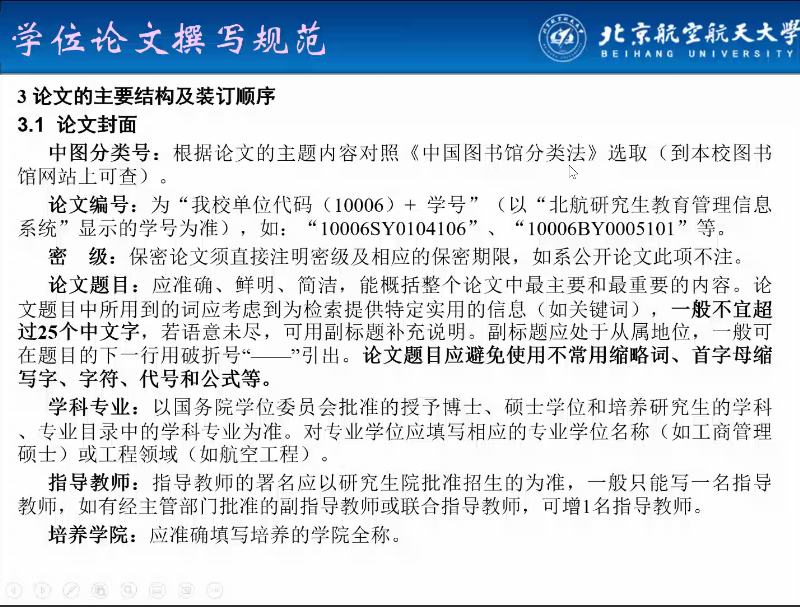 学位论文撰写规范
北京航空航天大学
BEIHANG UNIVERSITY
3 论文的主要结构及装订顺序
3.1 论文封面
中图分类号：根据论文的主题内容对照《中国图书馆分类法》选取（到本校图书
馆网站上可查）。
论文编号：为“我校单位代码（10006）+ 学号”（以“北航研究生教育管理信息
系统”显示的学号为准），如：“10006SY0104106”、“10006BY0005101”等。
密 级：保密论文须直接注明密级及相应的保密期限，如系公开论文此项不注。
论文题目：应准确、鲜明、简洁，能概括整个论文中最主要和最重要的内容。论
文题目中所用到的词应考虑到为检索提供特定实用的信息（如关键词），一般不宜超
过25个中文字，若语意未尽，可用副标题补充说明。副标题应处于从属地位，一般可
在题目的下一行用破折号“——”引出。论文题目应避免使用不常用缩略词、首字母缩
写字、字符、代号和公式等。
学科专业：以国务院学位委员会批准的授予博士、硕士学位和培养研究生的学科
、专业目录中的学科专业为准。对专业学位应填写相应的专业学位名称（如工商管理
硕士）或工程领域（如航空工程）。
指导教师：指导教师的署名应以研究生院批准招生的为准，一般只能写一名指导
教师，如有经主管部门批准的副指导教师或联合指导教师，可增1名指导教师。
培养学院：应准确填写培养的学院全称。